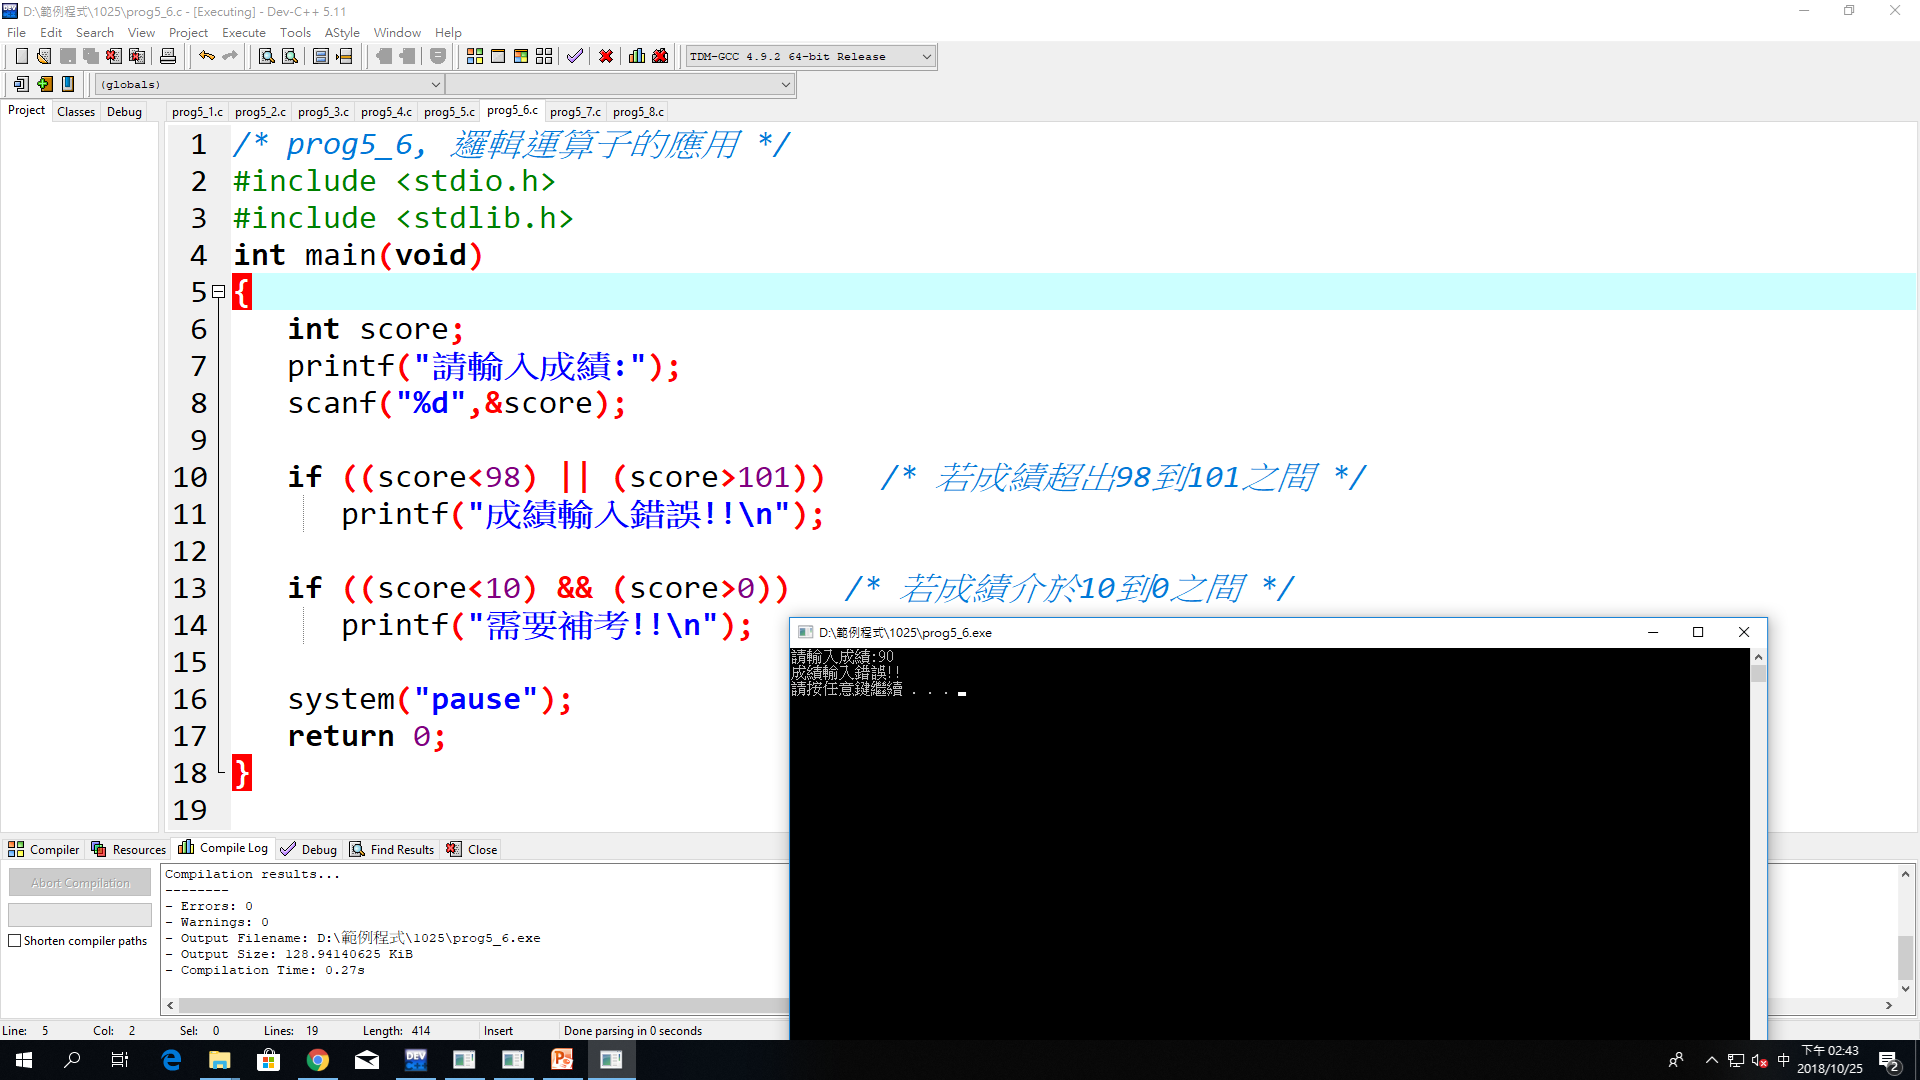 D:\範例程式\1025\prog5_6.c - [Executing] - Dev-C++ 5.11
File Edit Search View Project Execute Tools AStyle Window Help
TDM-GCC 4.9.2 64-bit Release
(globals)
Project Classes Debug
prog5_1.c prog5_2.c prog5_3.c prog5_4.c prog5_5.c prog5_6.c prog5_7.c prog5_8.c
1 /* prog5_6, 邏輯運算子的應用 */
2 #include <stdio.h>
3 #include <stdlib.h>
4 int main(void)
5 {
6 int score;
7 printf("請輸入成績:");
8 scanf("%d",&score);
9
10 if ((score<98) || (score>101)) /* 若成績超出98到101之間 */
11 printf("成績輸入錯誤!!\n");
12
13 if ((score<10) && (score>0)) /* 若成績介於10到0之間 */
14 printf("需要補考!!\n");
15
16 system("pause");
17 return 0;
18 }
19
D:\範例程式\1025\prog5_6.exe
請輸入成績:90
成績輸入錯誤!!
請按任意鍵繼續 . . .
Compiler Resources Compile Log Debug Find Results Close
Abort Compilation
Shorten compiler paths
Compilation results...
--------
- Errors: 0
- Warnings: 0
- Output Filename: D:\範例程式\1025\prog5_6.exe
- Output Size: 128.94140625 KiB
- Compilation Time: 0.27s
Line: 5 Col: 2 Sel: 0 Lines: 19 Length: 414 Insert Done parsing in 0 seconds
DEV C++
中
下午 02:43
2018/10/25
2